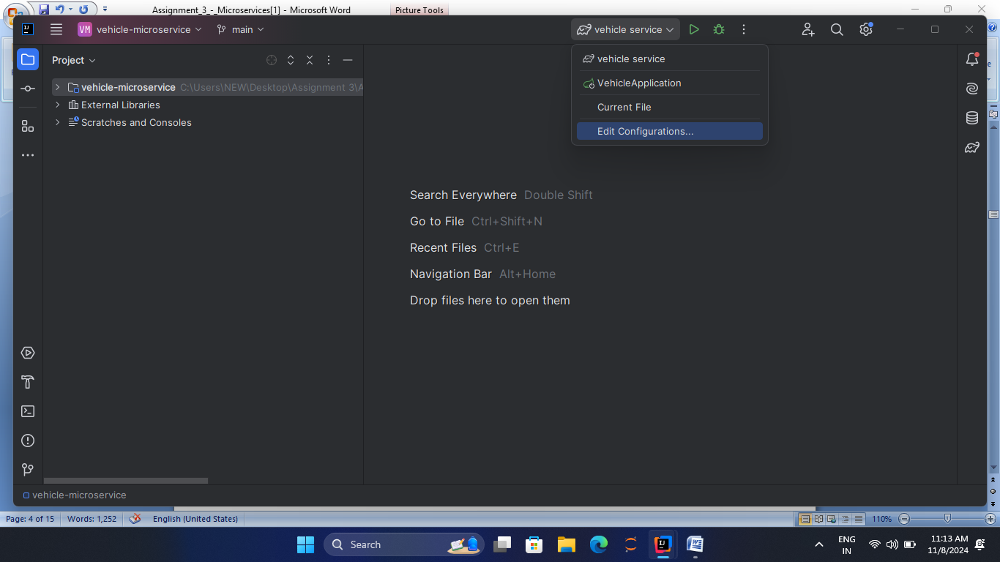 Assignment_3_-_Microservices[1] - Microsoft Word
Picture Tools
VM vehicle-microservice
main
vehicle service
Project
vehicle service
VehicleApplication
Current File
Edit Configurations...
vehicle-microservice C:\Users\NEW\Desktop\Assignment 3\A
External Libraries
Scratches and Consoles
Search Everywhere Double Shift
Go to File Ctrl+Shift+N
Recent Files Ctrl+E
Navigation Bar Alt+Home
Drop files here to open them
vehicle-microservice
Page: 4 of 15 Words: 1,252 English (United States) 110%
Search
ENG
IN
11:13 AM
11/8/2024